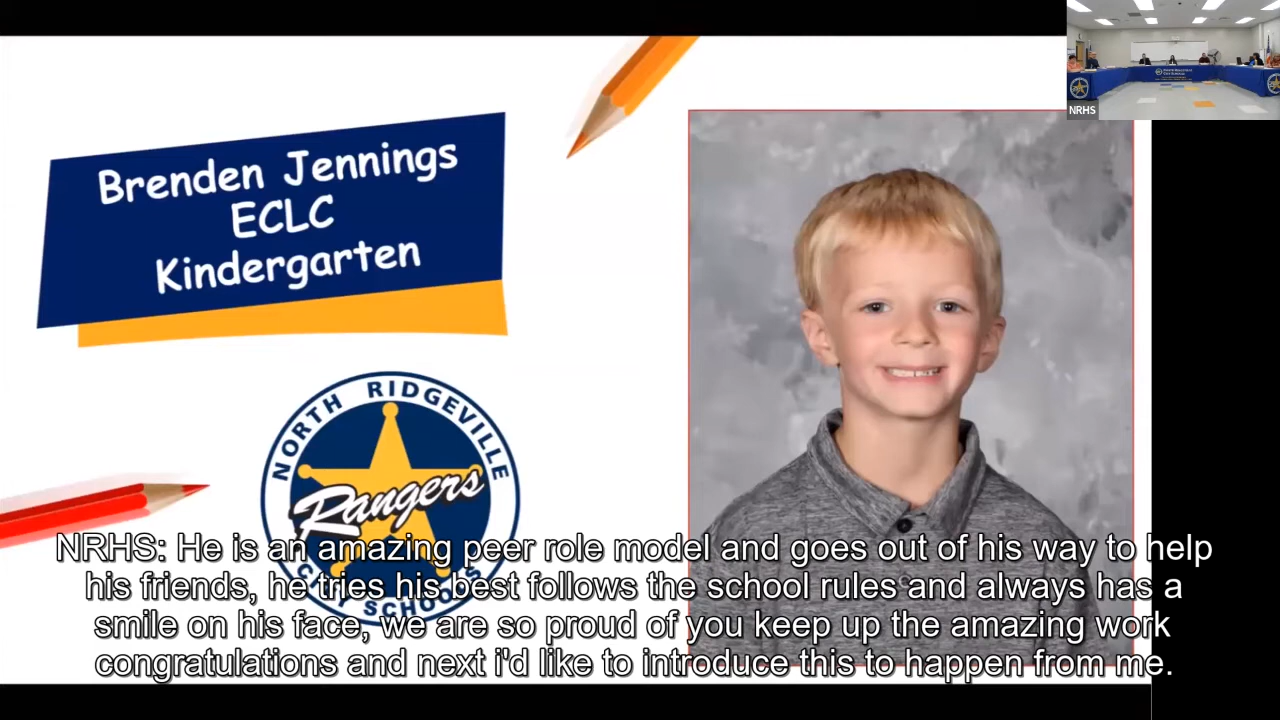 Brenden Jennings
ECLC
Kindergarten
NRHS
NORTH RIDGEVILLE
Rangers
CITY SCHOOLS
NRHS: He is an amazing peer role model and goes out of his way to help
his friends, he tries his best follows the school rules and always has a
smile on his face, we are so proud of you keep up the amazing work
congratulations and next i'd like to introduce this to happen from me.